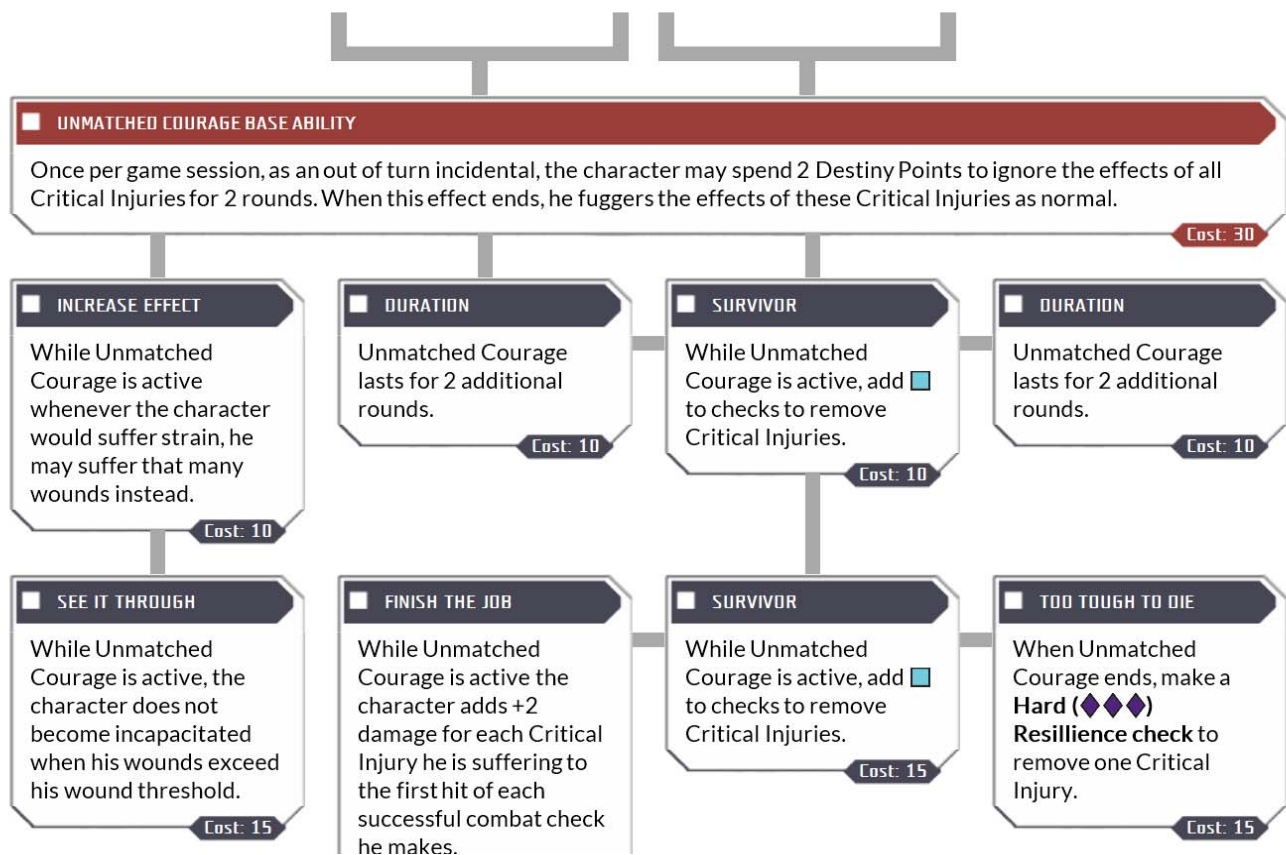 UNMATCHED COURAGE BASE ABILITY
Once per game session, as an out of turn incidental, the character may spend 2 Destiny Points to ignore the effects of all
Critical Injuries for 2 rounds. When this effect ends, he fuggers the effects of these Critical Injuries as normal.
Cost: 30
INCREASE EFFECT
While Unmatched
Courage is active
whenever the character
would suffer strain, he
may suffer that many
wounds instead.
Cost: 10
DURATION
Unmatched Courage
lasts for 2 additional
rounds.
Cost: 10
SURVIVOR
While Unmatched
Courage is active, add
to checks to remove
Critical Injuries.
Cost: 10
DURATION
Unmatched Courage
lasts for 2 additional
rounds.
Cost: 10
SEE IT THROUGH
While Unmatched
Courage is active, the
character does not
become incapacitated
when his wounds exceed
his wound threshold.
Cost: 15
FINISH THE JOB
While Unmatched
Courage is active the
character adds +2
damage for each Critical
Injury he is suffering to
the first hit of each
successful combat check
he makes.
SURVIVOR
While Unmatched
Courage is active, add
to checks to remove
Critical Injuries.
Cost: 15
TOO TOUGH TO DIE
When Unmatched
Courage ends, make a
Hard (◆◆◆)
Resillience check to
remove one Critical
Injury.
Cost: 15